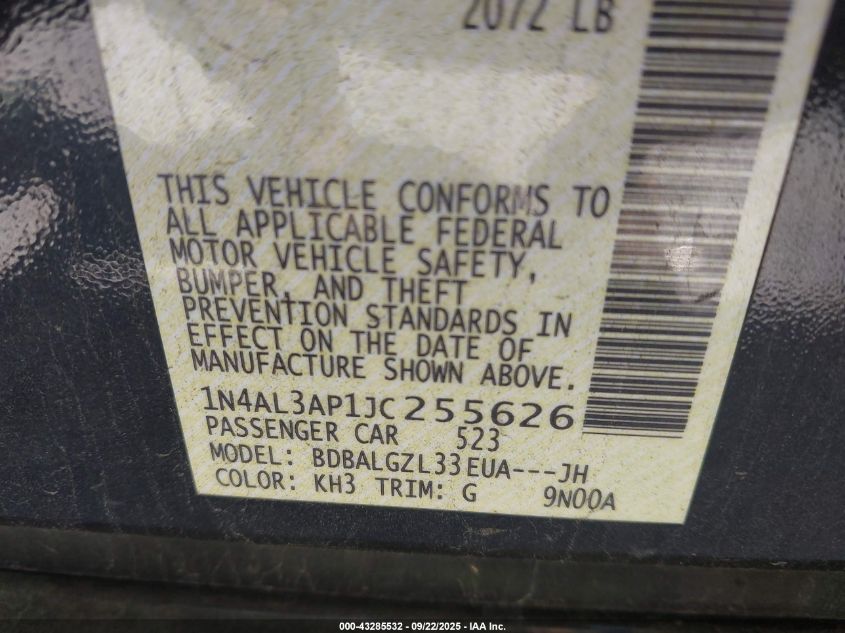 2072 LB
THIS VEHICLE CONFORMS TO
ALL APPLICABLE FEDERAL
MOTOR VEHICLE SAFETY,
BUMPER, AND THEFT
PREVENTION STANDARDS IN
EFFECT ON THE DATE OF
MANUFACTURE SHOWN ABOVE.
1N4AL3AP1JC255626
PASSENGER CAR 523
MODEL: BDBALGZL33EUA---JH
COLOR: KH3 TRIM: G 9N00A
000-43285532 - 09/22/2025 - IAA Inc.